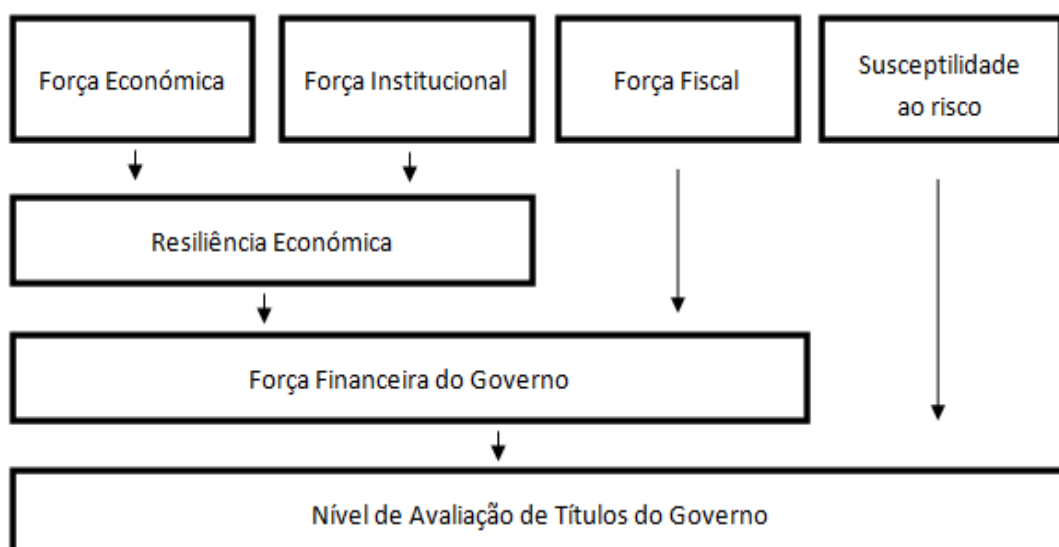 Força Económica
Força Institucional
Força Fiscal
Susceptilidade
ao risco
Resiliência Económica
Força Financeira do Governo
Nível de Avaliação de Títulos do Governo